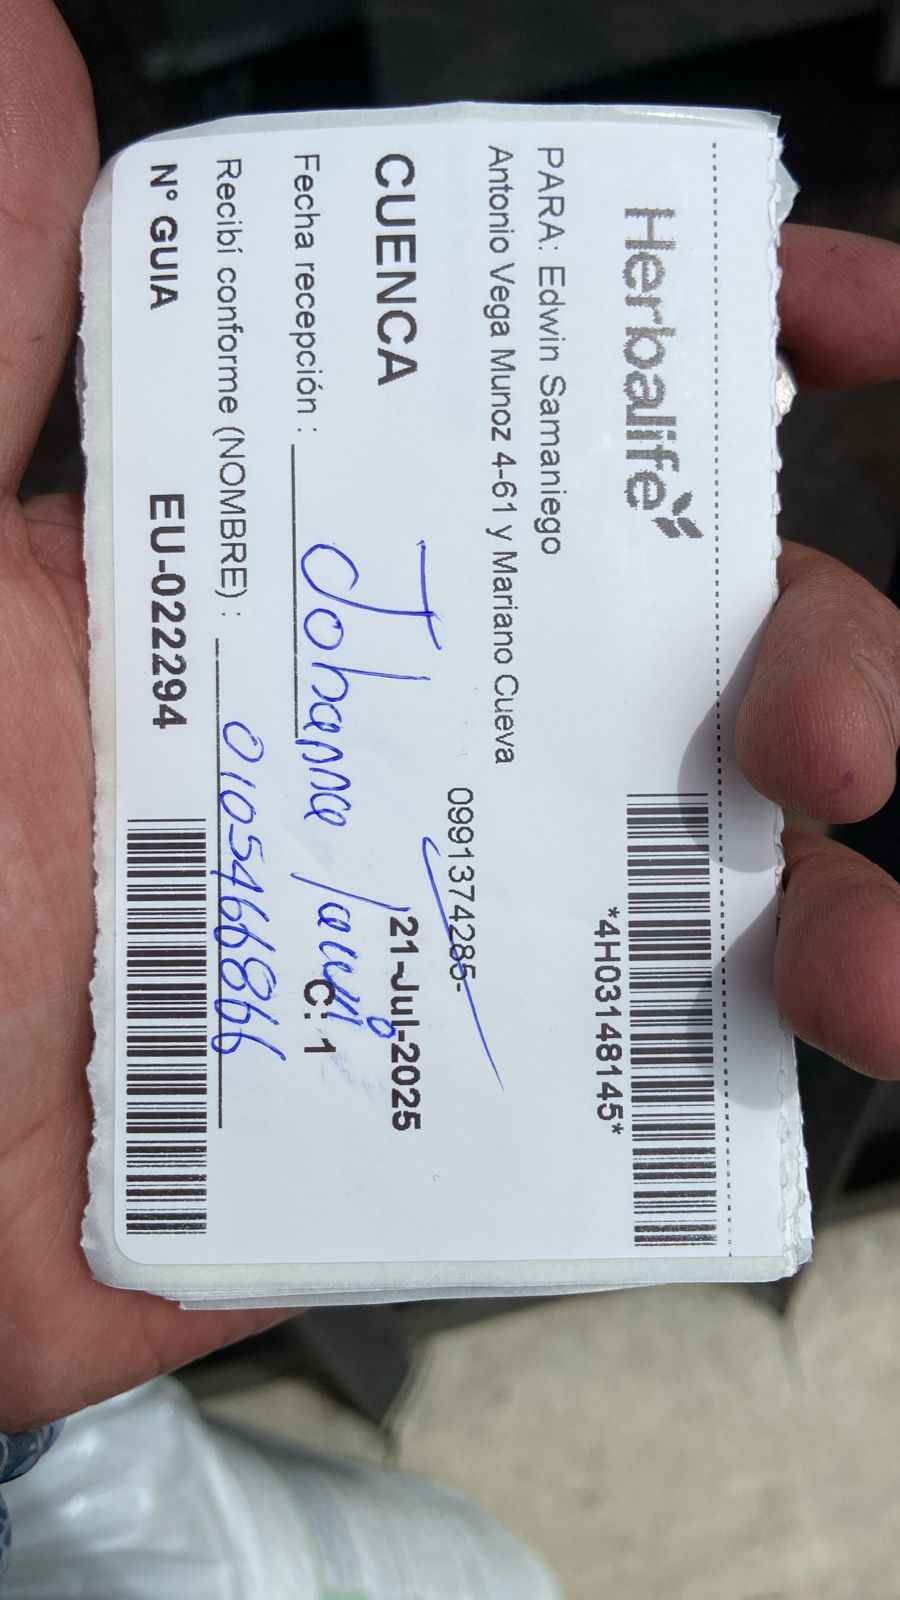 Herbalife
*4H03148145*
PARA: Edwin Samaniego
Antonio Vega Munoz 4-61 y Mariano Cueva
0991374285-
CUENCA
21-Jul-2025
Fecha recepción :
Johanna
C: 1
Recibí conforme (NOMBRE) :
0105466866
N° GUIA EU-022294